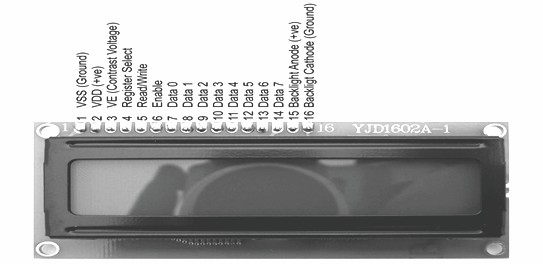 1 VSS (Ground)
2 VDD (+ve)
3 VE (Contrast Voltage)
4 Register Select
5 Read/Write
6 Enable
7 Data 0
8 Data 1
9 Data 2
10 Data 3
11 Data 4
12 Data 5
13 Data 6
14 Data 7
15 Backlight Anode (+ve)
16 Backligt Cathode (Ground)
1
16
YJD1602A-1